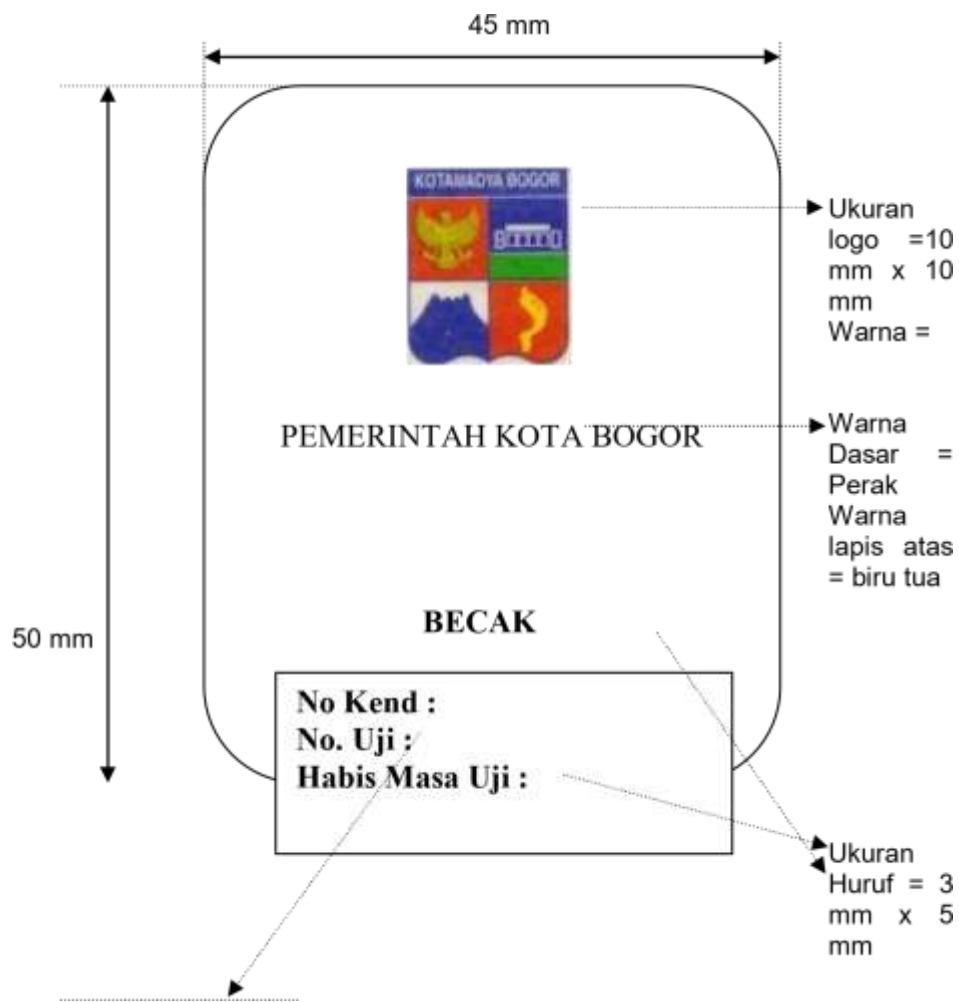 45 mm
KOTAMADYA BOGOR
Ukuran
logo =10
mm x 10
mm
Warna =
PEMERINTAH KOTA BOGOR
Warna
Dasar =
Perak
Warna
lapis atas
= biru tua
BECAK
50 mm
No Kend :
No. Uji :
Habis Masa Uji :
Ukuran
Huruf = 3
mm x 5
mm